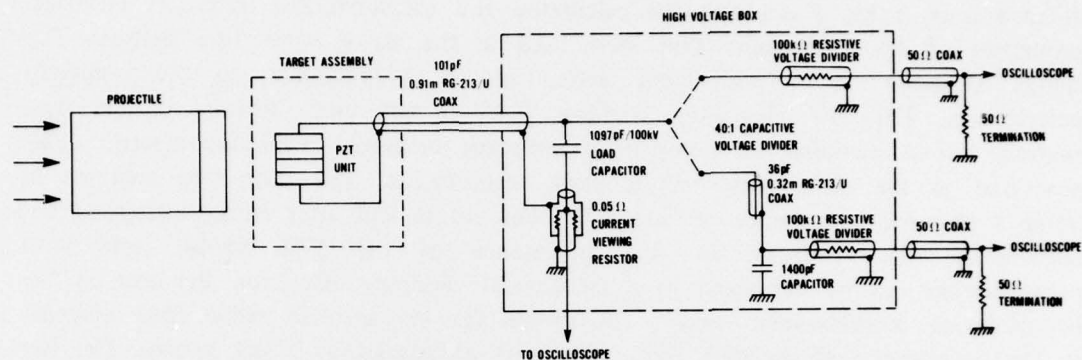 HIGH VOLTAGE BOX
100kΩ RESISTIVE
VOLTAGE DIVIDER
50Ω COAX
OSCILLOSCOPE
50Ω
TERMINATION
TARGET ASSEMBLY
101pF
0.91m RG-213/U
COAX
PROJECTILE
PZT
UNIT
1097pF/100kV
LOAD
CAPACITOR
40:1 CAPACITIVE
VOLTAGE DIVIDER
36pF
0.32m RG-213/U
COAX
0.05Ω
CURRENT
VIEWING
RESISTOR
100kΩ RESISTIVE
VOLTAGE DIVIDER
50Ω COAX
OSCILLOSCOPE
1400pF
CAPACITOR
50Ω
TERMINATION
TO OSCILLOSCOPE